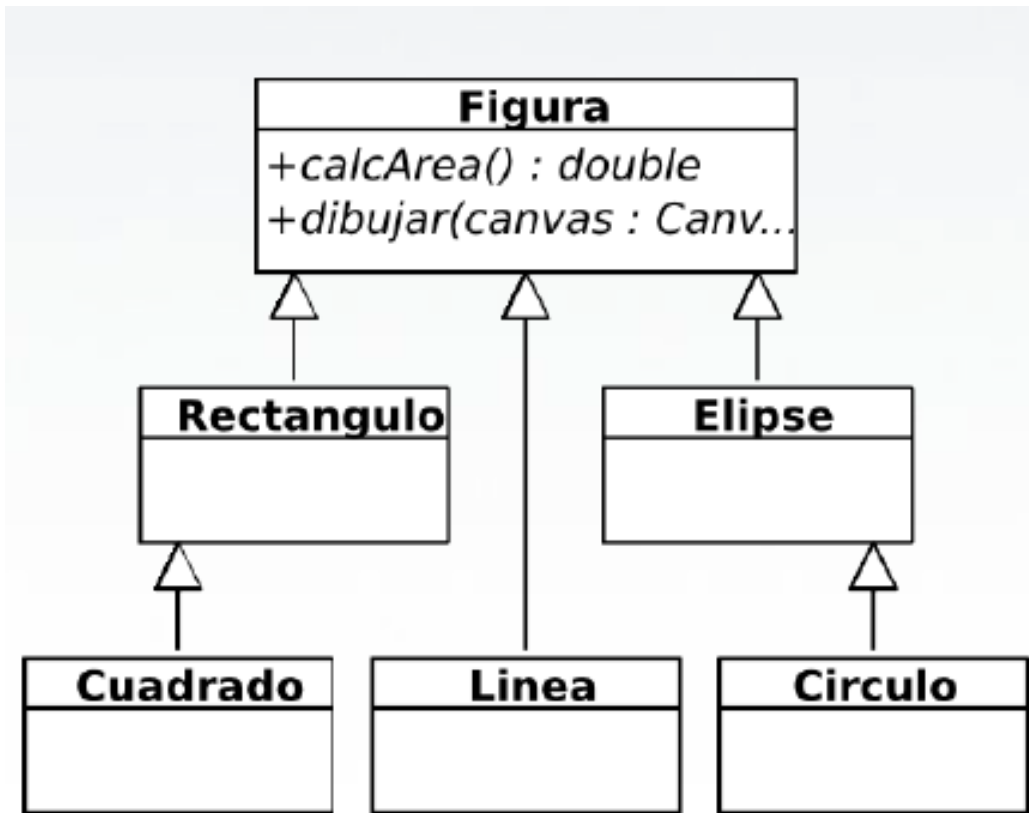 Figura
+calcArea() : double
+dibujar(canvas : Canv...
Rectangulo
Elipse
Cuadrado
Linea
Circulo